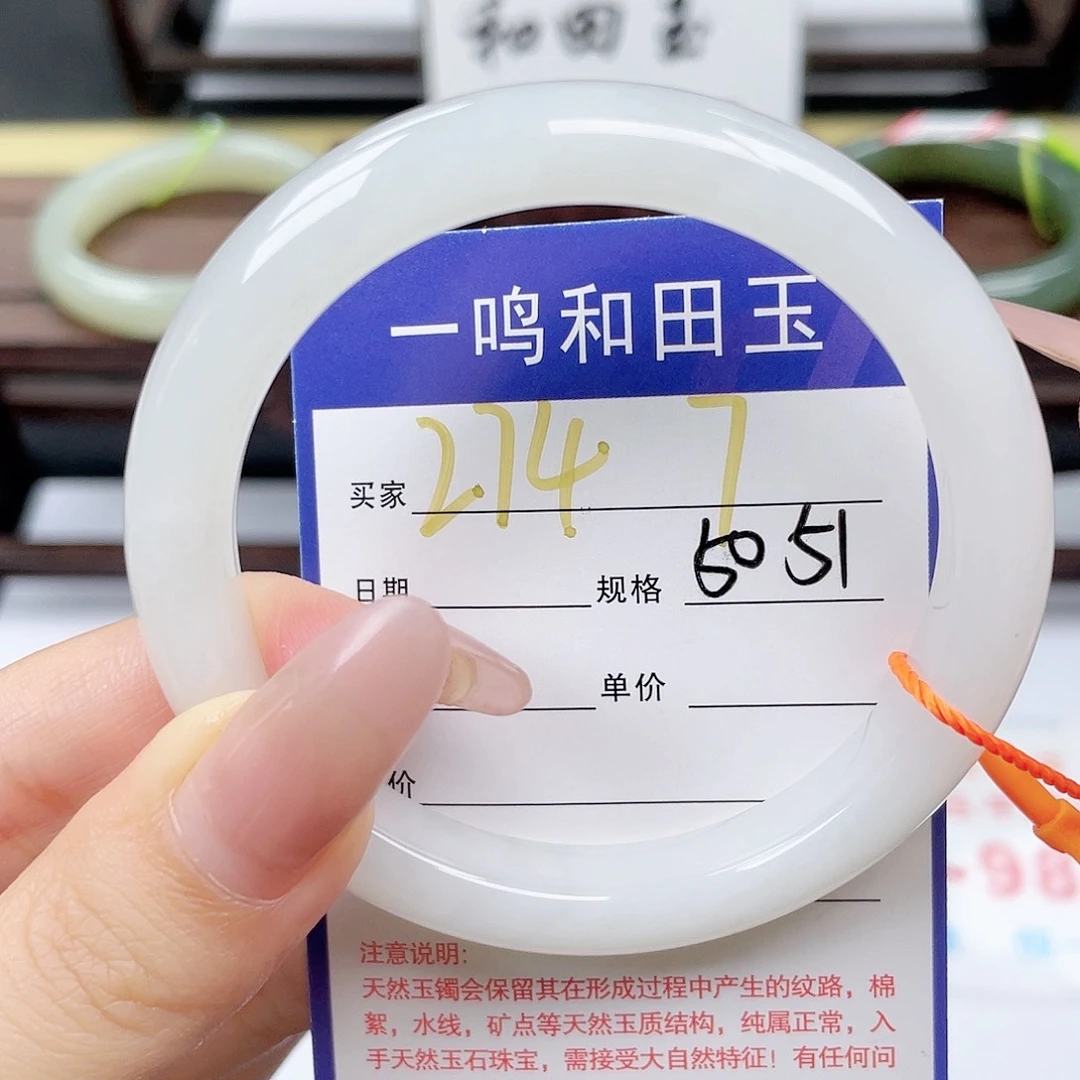 和田玉
一鸣和田玉
买家 274 7
日期 规格 50 51
单价
价
-98
注意说明:
天然玉镯会保留其在形成过程中产生的纹路，棉
絮，水线，矿点等天然玉质结构，纯属正常，入
手天然玉石珠宝，需接受大自然特征！有任何问